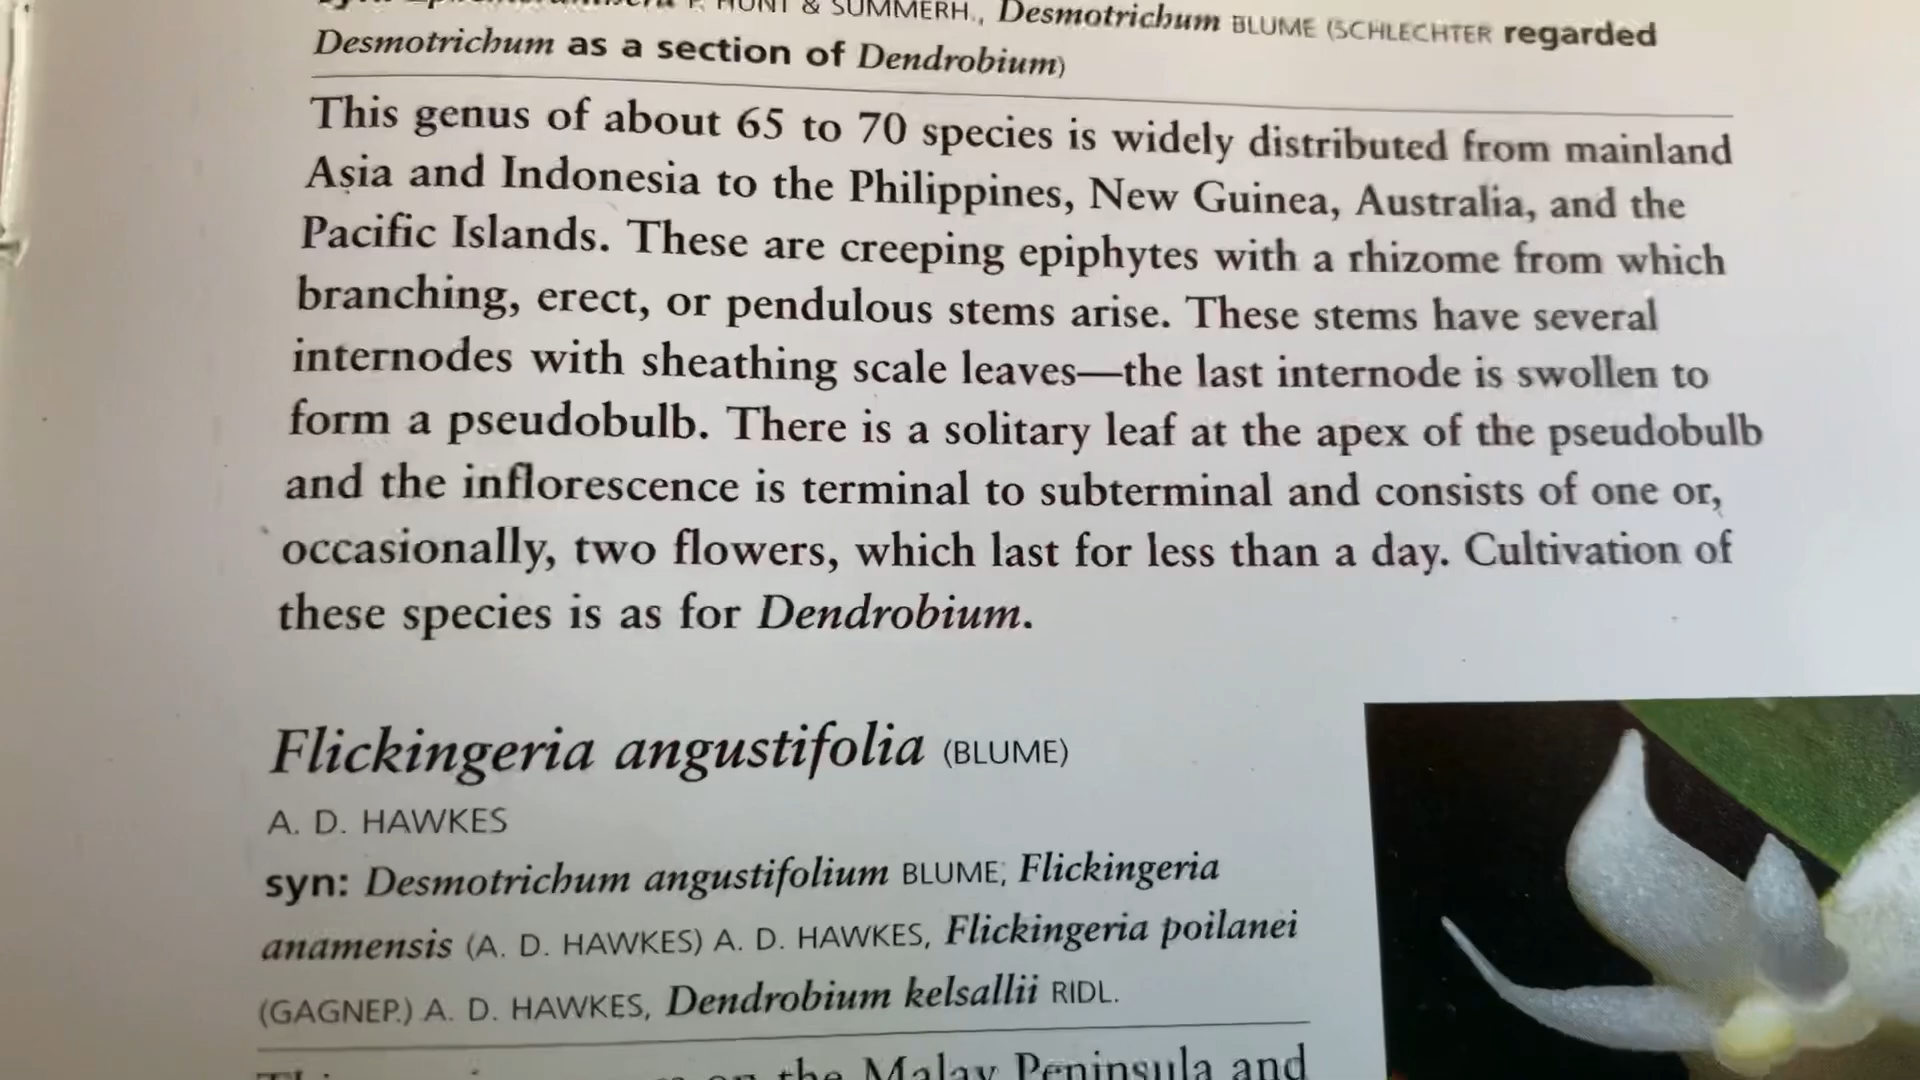 HUNT & SUMMERH., Desmotrichum BLUME (SCHLECHTER regarded
Desmotrichum as a section of Dendrobium)
This genus of about 65 to 70 species is widely distributed from mainland
Asia and Indonesia to the Philippines, New Guinea, Australia, and the
Pacific Islands. These are creeping epiphytes with a rhizome from which
branching, erect, or pendulous stems arise. These stems have several
internodes with sheathing scale leaves—the last internode is swollen to
form a pseudobulb. There is a solitary leaf at the apex of the pseudobulb
and the inflorescence is terminal to subterminal and consists of one or,
occasionally, two flowers, which last for less than a day. Cultivation of
these species is as for Dendrobium.
Flickingeria angustifolia (BLUME)
A. D. HAWKES
syn: Desmotrichum angustifolium BLUME, Flickingeria
anamensis (A. D. HAWKES) A. D. HAWKES, Flickingeria poilanei
(GAGNEP.) A. D. HAWKES, Dendrobium kelsallii RIDL.
on the Malay Peninsula and